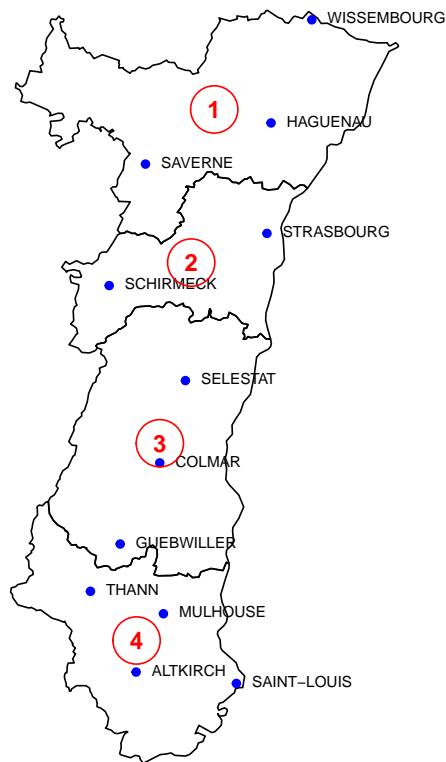 WISSEMBOURG
1
HAGUENAU
SAVERNE
STRASBOURG
2
SCHIRMECK
SELESTAT
3
COLMAR
GUEBWILLER
THANN
MULHOUSE
4
ALTKIRCH
SAINT−LOUIS